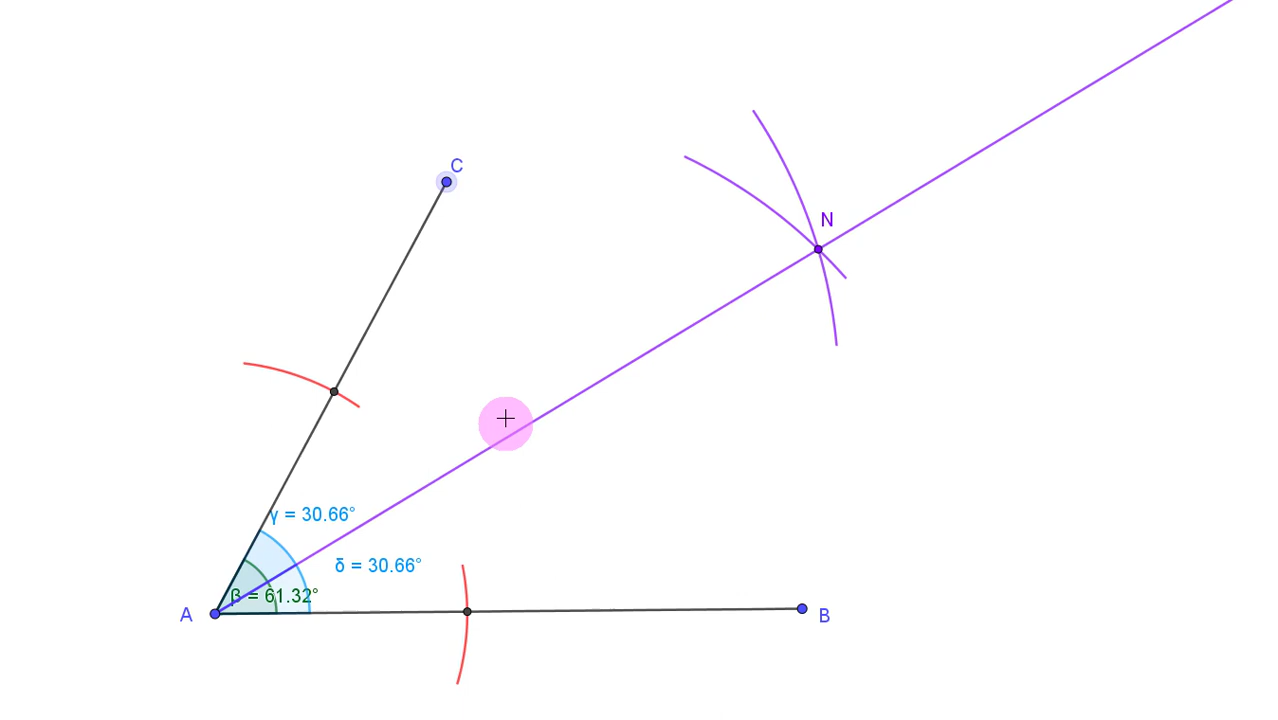 C
N
γ = 30.66°
δ = 30.66°
β = 61.32°
A
B